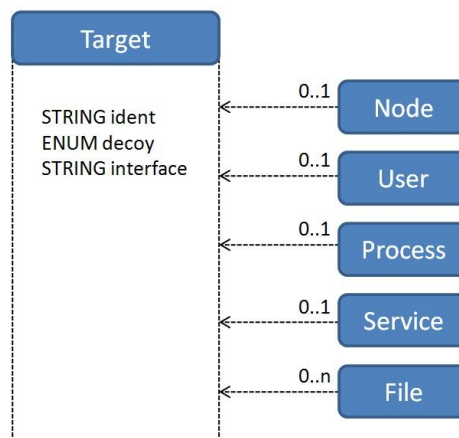 Target
STRING ident
ENUM decoy
STRING interface
0..1
Node
0..1
User
0..1
Process
0..1
Service
0..n
File